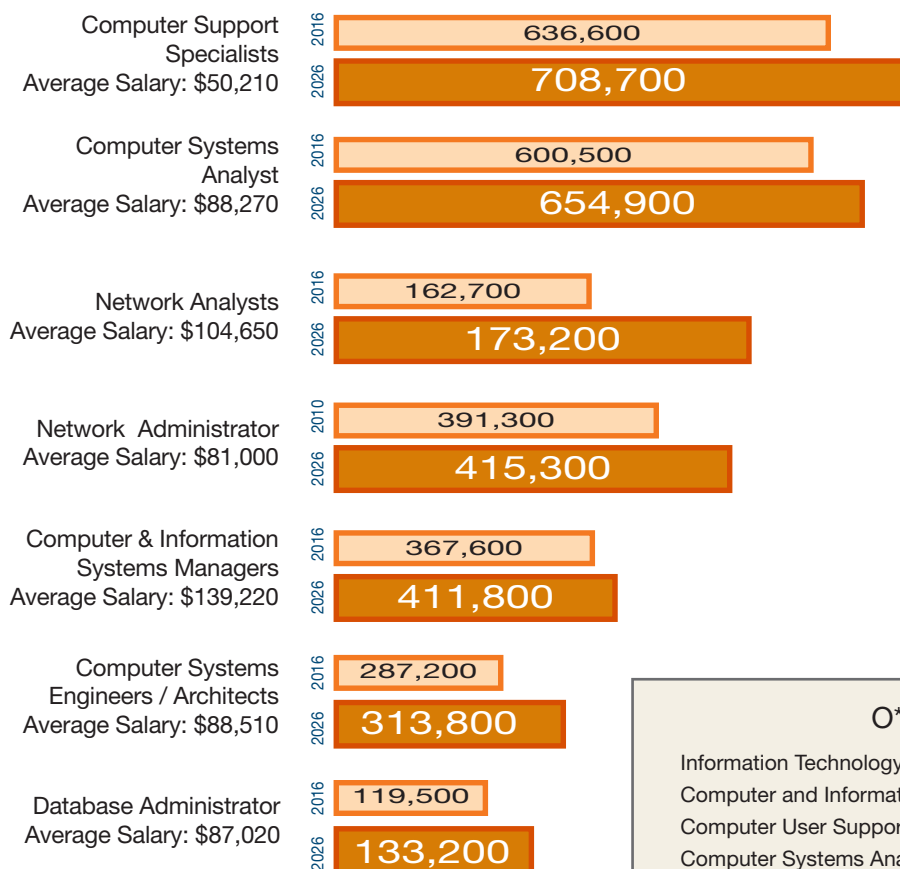 Computer Support
Specialists
Average Salary: $50,210
2016
636,600
2026
708,700
Computer Systems
Analyst
Average Salary: $88,270
2016
600,500
2026
654,900
Network Analysts
Average Salary: $104,650
2016
162,700
2026
173,200
Network Administrator
Average Salary: $81,000
2010
391,300
2026
415,300
Computer & Information
Systems Managers
Average Salary: $139,220
2016
367,600
2026
411,800
Computer Systems
Engineers / Architects
Average Salary: $88,510
2016
287,200
2026
313,800
Database Administrator
Average Salary: $87,020
2016
119,500
2026
133,200
O*
Information Technology
Computer and Informat
Computer User Suppor
Computer Systems Ana